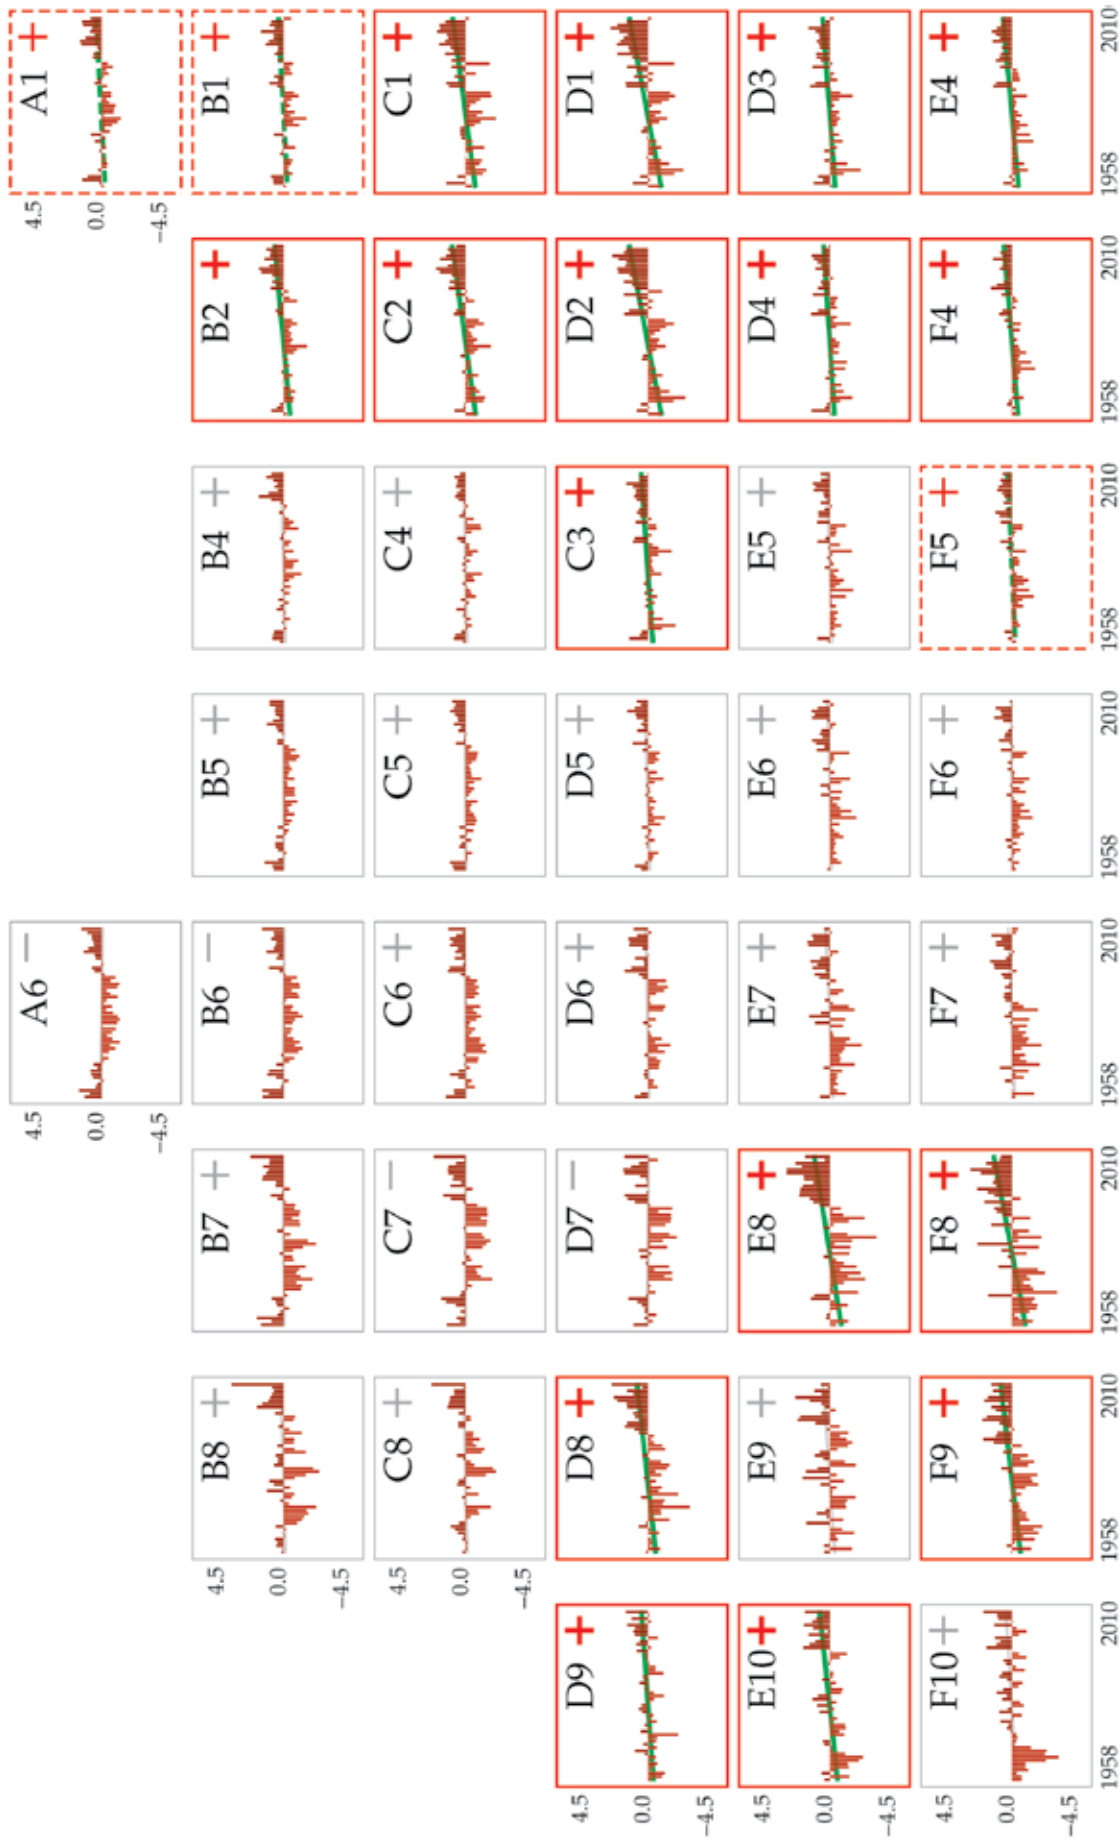 A6 − A1 +
4.5 4.5
0.0 0.0
−4.5 −4.5
B8 + B7 + B6 − B5 + B4 + B2 + B1 +
4.5
0.0
−4.5
C8 + C7 − C6 + C5 + C4 + C2 + C1 +
4.5
0.0
−4.5
D9 + D8 + D7 − D6 + D5 + C3 + D2 + D1 +
4.5
0.0
−4.5
E10 + E9 + E8 + E7 + E6 + E5 + D4 + D3 +
4.5
0.0
−4.5
F10 + F9 + F8 + F7 + F6 + F5 + F4 + E4 +
4.5
0.0
−4.5
1958 2010 1958 2010 1958 2010 1958 2010 1958 2010 1958 2010 1958 2010 1958 2010